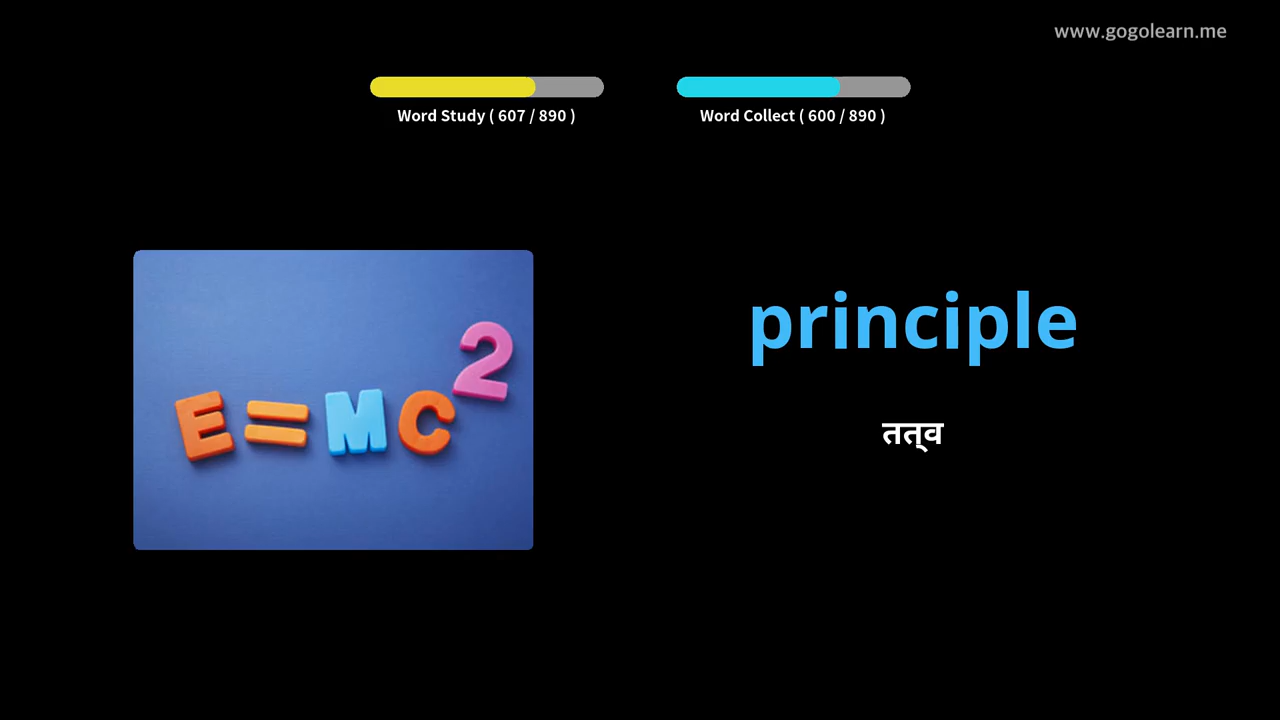 www.gogolearn.me
Word Study ( 607 / 890 )
Word Collect ( 600 / 890 )
E=MC2
principle
तत्व